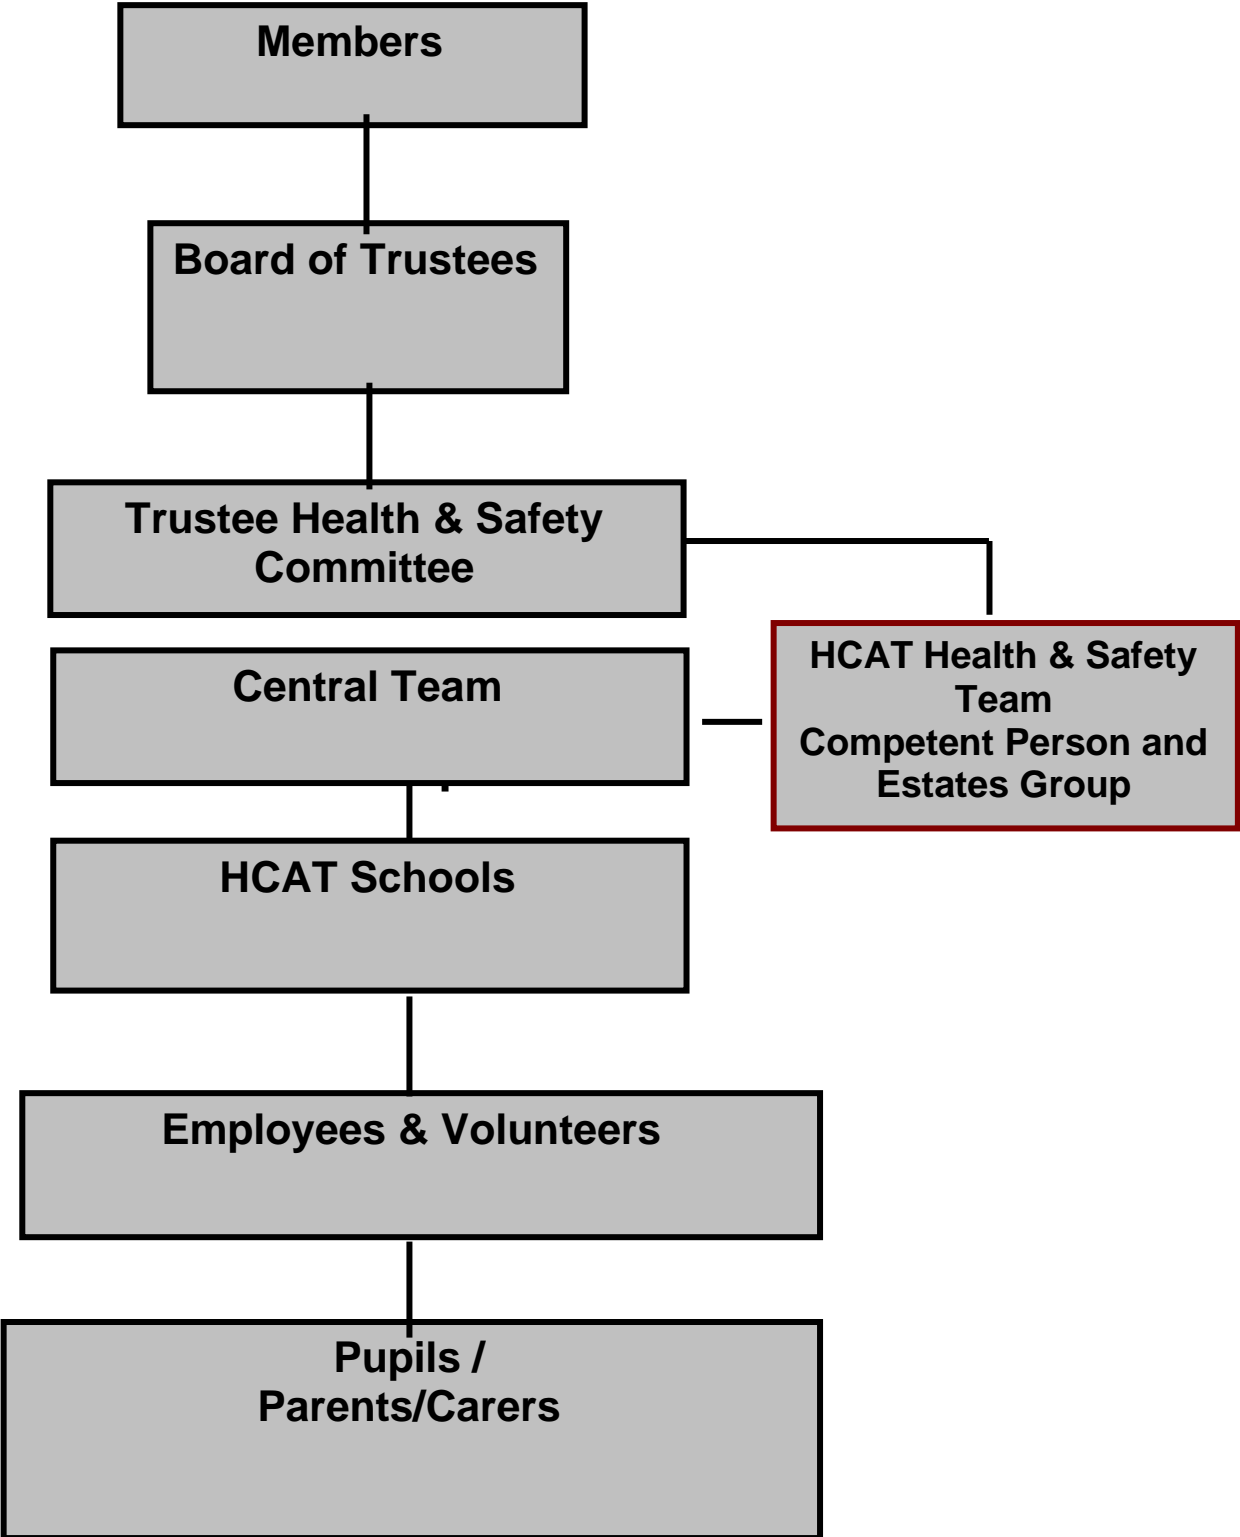 Members
Board of Trustees
Trustee Health & Safety
Committee
Central Team
HCAT Health & Safety
Team
Competent Person and
Estates Group
HCAT Schools
Employees & Volunteers
Pupils /
Parents/Carers